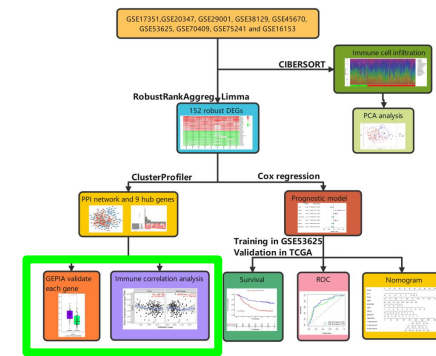 GSE17351,GSE20347, GSE29001, GSE38129, GSE45670,
GSE53625, GSE70409, GSE75241 and GSE16153
Immune cell infiltration
CIBERSORT
RobustRankAggreg, Limma
152 robust DEGs
PCA analysis
ClusterProfiler
Cox regression
PPI network and 9 hub genes
Prognostic model
Training in GSE53625
Validation in TCGA
GEPIA validate
each gene
Immune correlation analysis
Survival
ROC
Nomogram